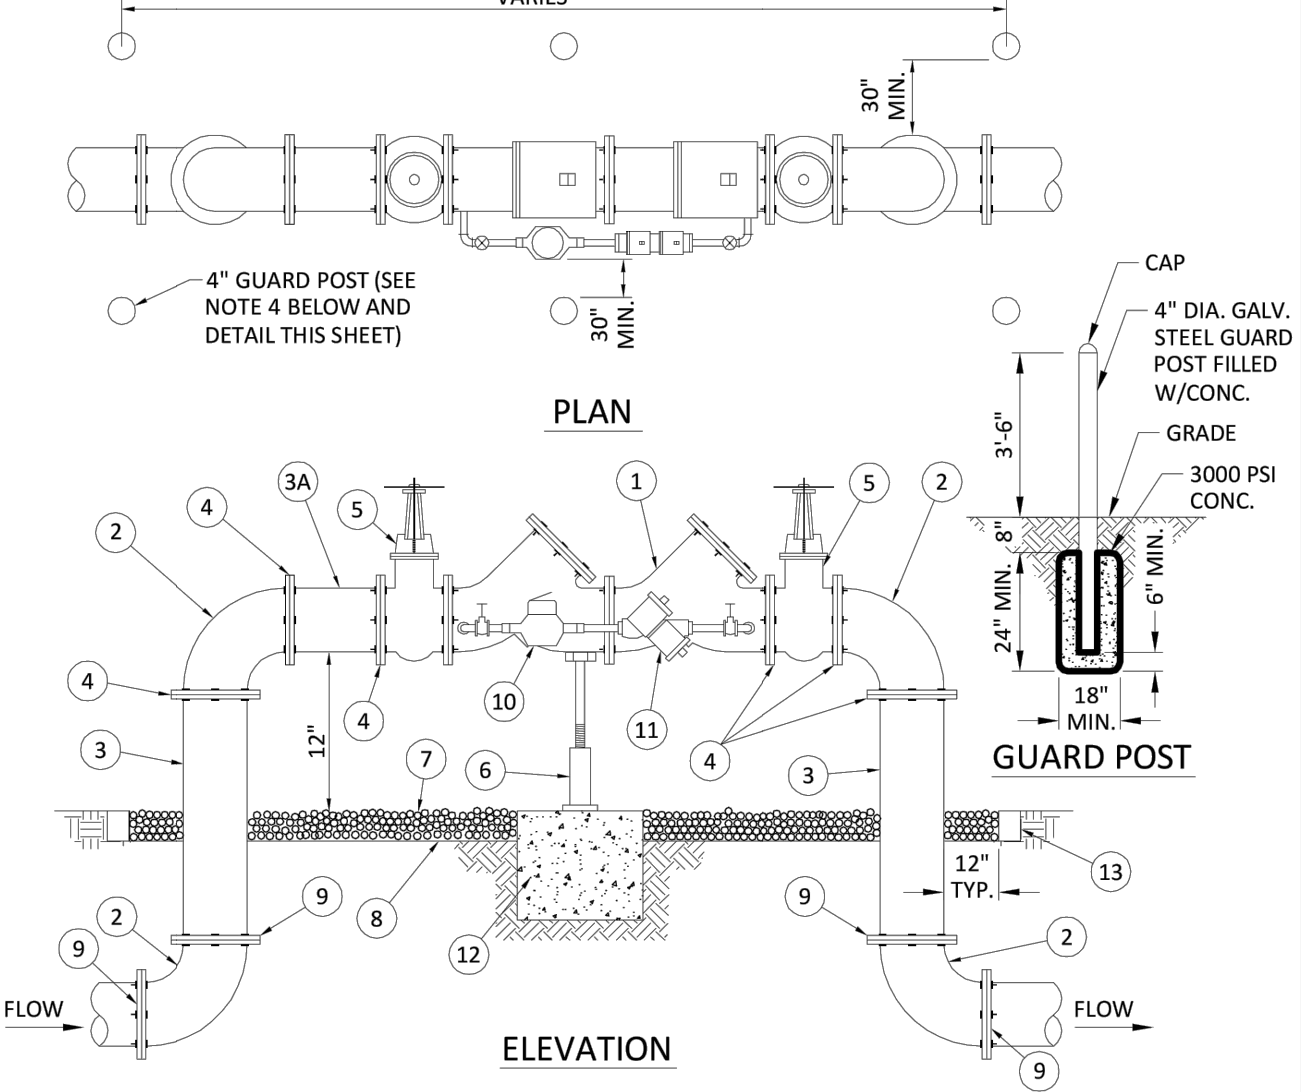 VARIES
30"
MIN.
4" GUARD POST (SEE
NOTE 4 BELOW AND
DETAIL THIS SHEET)
30"
MIN.
PLAN
CAP
4" DIA. GALV.
STEEL GUARD
POST FILLED
W/CONC.
GRADE
3000 PSI
CONC.
3'-6"
8"
24" MIN.
6" MIN.
18"
MIN.
GUARD POST
2
4
3A
5
1
5
2
4
4
10
11
4
3
12"
7
6
3
12"
TYP.
13
2
9
9
8
12
9
2
FLOW
FLOW
9
ELEVATION